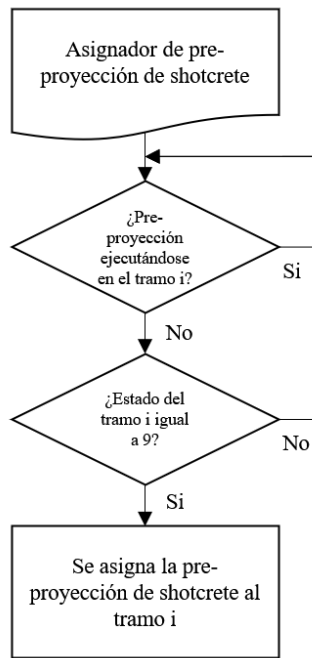 Asignador de pre-
proyección de shotcrete
¿Pre-
proyección
ejecutándose
en el tramo i?
Si
No
¿Estado del
tramo i igual
a 9?
No
Si
Se asigna la pre-
proyección de shotcrete al
tramo i